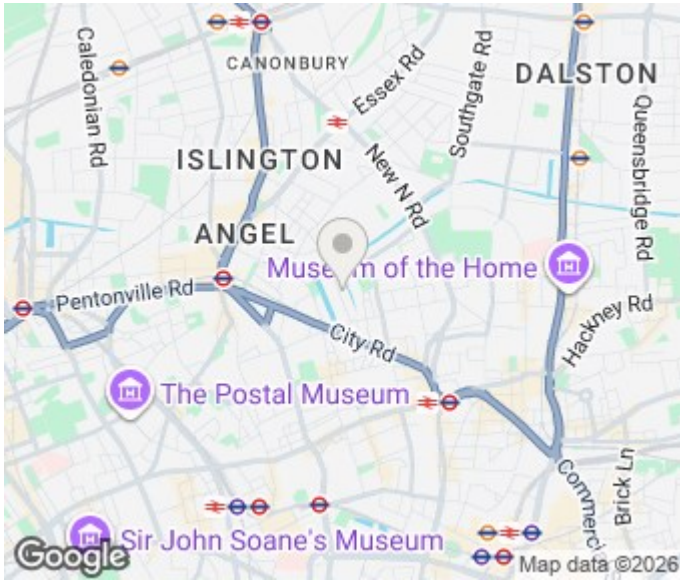 Caledonian Rd
CANONBURY
Essex Rd
Southgate Rd
DALSTON
Queensbridge Rd
ISLINGTON
New N Rd
ANGEL
Museum of the Home
Pentonville Rd
City Rd
Hackney Rd
The Postal Museum
Brick Ln
Commerci
Sir John Soane's Museum
Google
Map data ©2026